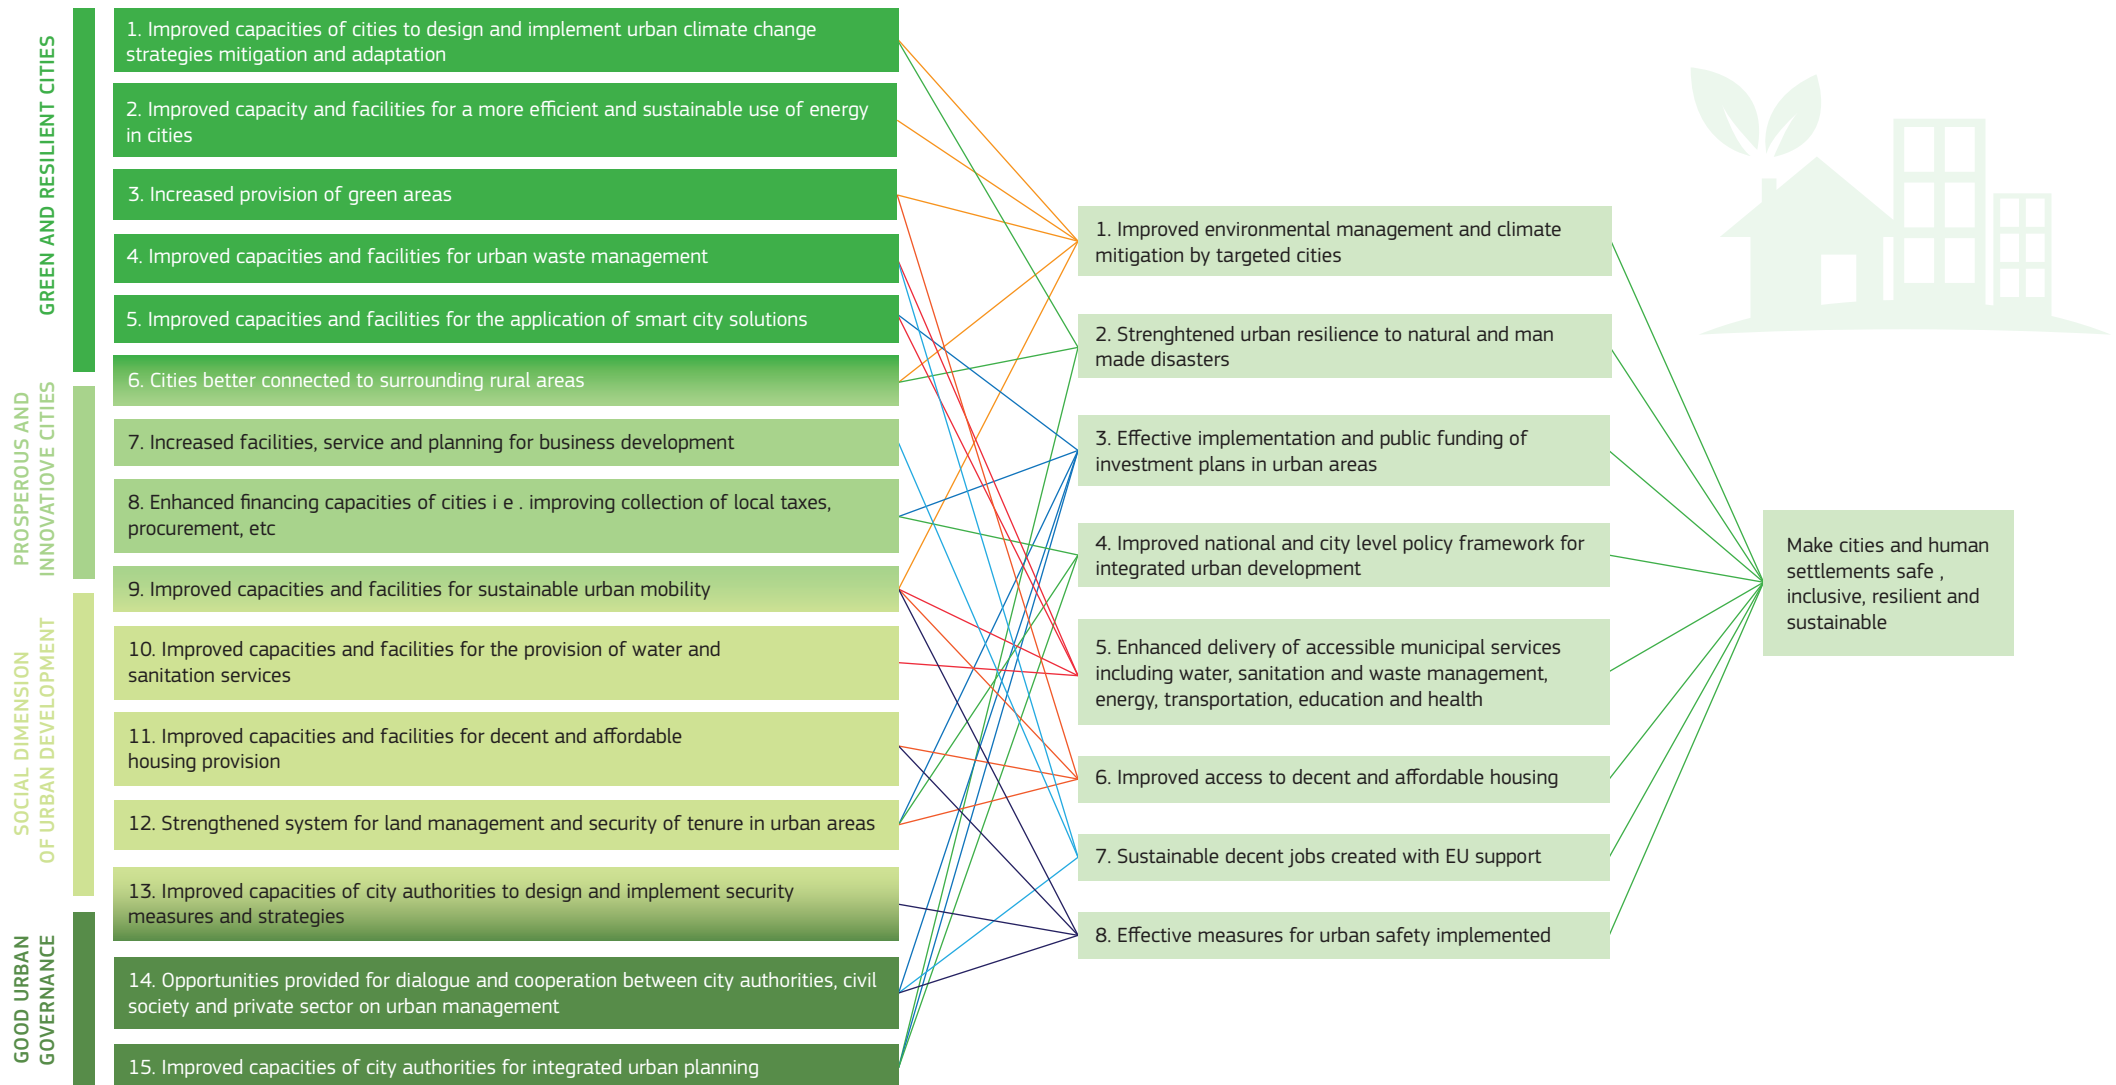 GREEN AND RESILIENT CITIES
1. Improved capacities of cities to design and implement urban climate change
strategies mitigation and adaptation
2. Improved capacity and facilities for a more efficient and sustainable use of energy
in cities
3. Increased provision of green areas
4. Improved capacities and facilities for urban waste management
5. Improved capacities and facilities for the application of smart city solutions
6. Cities better connected to surrounding rural areas
PROSPEROUS AND
INNOVATIOVE CITIES
7. Increased facilities, service and planning for business development
8. Enhanced financing capacities of cities i e . improving collection of local taxes,
procurement, etc
9. Improved capacities and facilities for sustainable urban mobility
SOCIAL DIMENSION
OF URBAN DEVELOPMENT
10. Improved capacities and facilities for the provision of water and
sanitation services
11. Improved capacities and facilities for decent and affordable
housing provision
12. Strengthened system for land management and security of tenure in urban areas
13. Improved capacities of city authorities to design and implement security
measures and strategies
GOOD URBAN
GOVERNANCE
14. Opportunities provided for dialogue and cooperation between city authorities, civil
society and private sector on urban management
15. Improved capacities of city authorities for integrated urban planning
1. Improved environmental management and climate
mitigation by targeted cities
2. Strenghtened urban resilience to natural and man
made disasters
3. Effective implementation and public funding of
investment plans in urban areas
4. Improved national and city level policy framework for
integrated urban development
5. Enhanced delivery of accessible municipal services
including water, sanitation and waste management,
energy, transportation, education and health
6. Improved access to decent and affordable housing
7. Sustainable decent jobs created with EU support
8. Effective measures for urban safety implemented
Make cities and human
settlements safe ,
inclusive, resilient and
sustainable